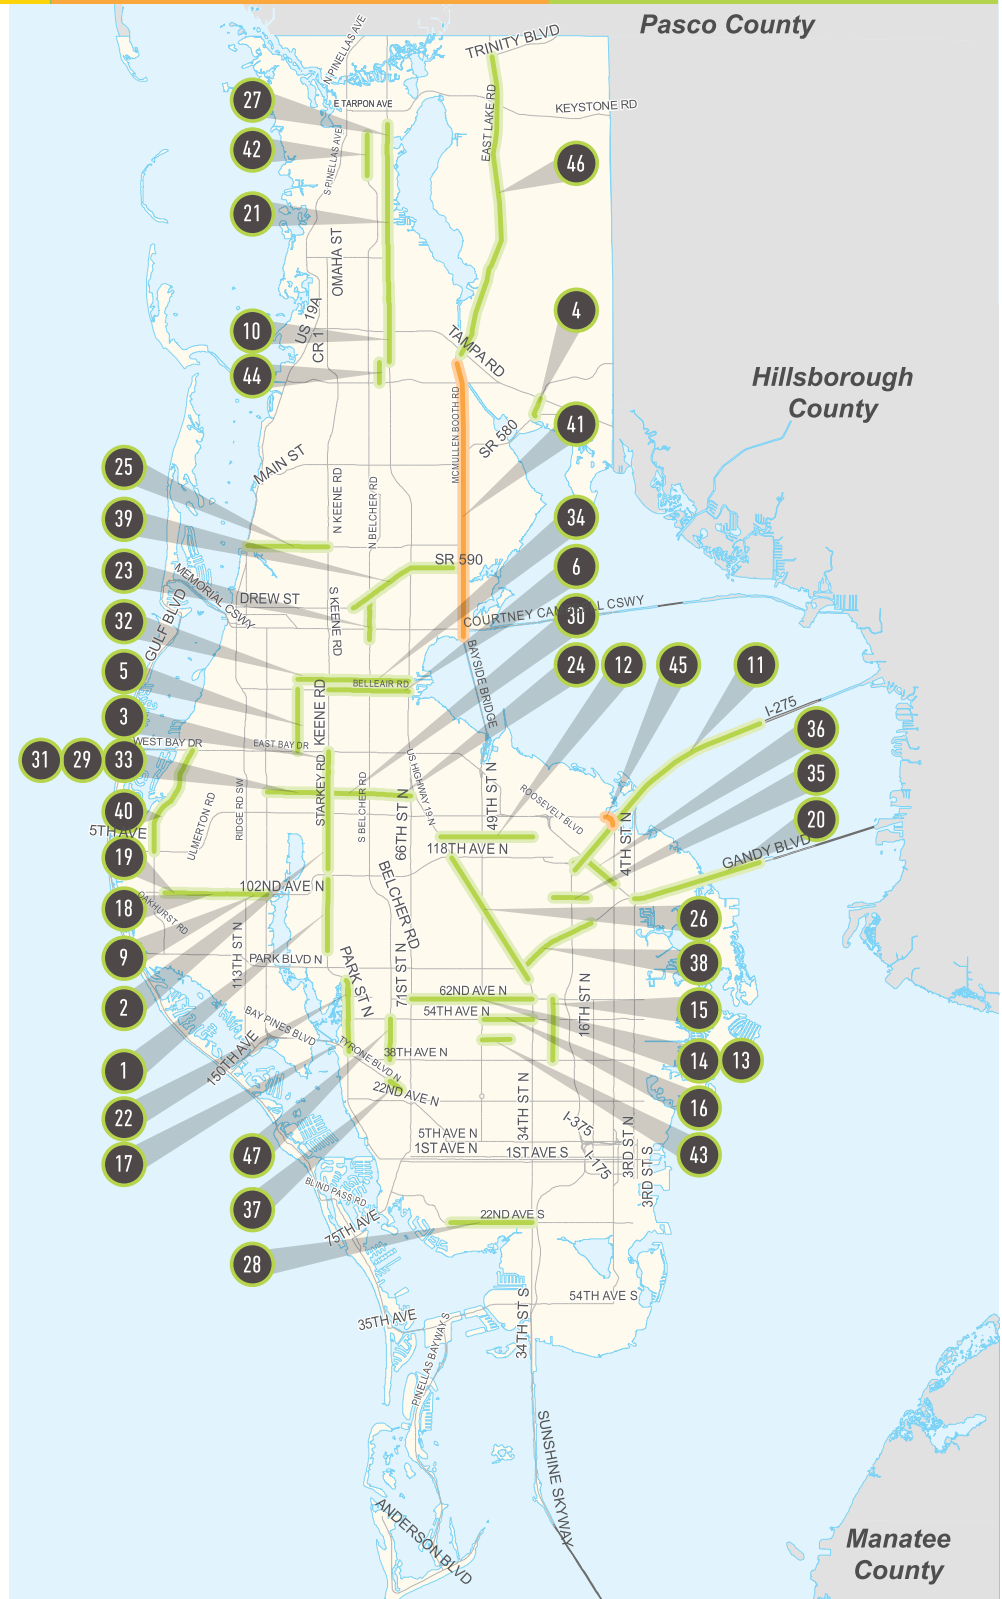 Pasco County
N PINELLAS AVE
TRINITY BLVD
27
E TARPON AVE
KEYSTONE RD
EAST LAKE RD
42
S PINELLAS AVE
46
21
OMAHA ST
US 19A
CR 1
4
10
TAMPA RD
44
Hillsborough
County
MCMULLEN BOOTH RD
41
SR 580
MAIN ST
25
N KEENE RD
N BELCHER RD
39
34
SR 590
23
6
MEMORIAL CSWY
DREW ST
S KEENE RD
GULF BLVD
COURTNEY CAMPBELL CSWY
32
30
BAYSIDE BRIDGE
5
BELLEAIR RD
24
12
45
11
KEENE RD
I-275
3
36
WEST BAY DR
EAST BAY DR
31
29
33
US HIGHWAY 19 N
49TH ST N
35
STARKEY RD
S BELCHER RD
RIDGE RD SW
ULMERTON RD
66TH ST N
ROOSEVELT BLVD
40
5TH AVE
20
4TH ST N
GANDY BLVD
118TH AVE N
19
102ND AVE N
BELCHER RD
18
OAKHURST RD
26
113TH ST N
9
PARK BLVD N
38
PARK ST N
71ST ST N
62ND AVE N
16TH ST N
2
54TH AVE N
15
BAY PINES BLVD
150TH AVE
TYRONE BLVD N
38TH AVE N
14
13
1
22ND AVE N
34TH ST N
22
16
I-375
5TH AVE N
1ST AVE N
1ST AVE S
3RD ST N
17
47
43
I-175
3RD ST S
BLIND PASS RD
37
22ND AVE S
75TH AVE
28
54TH AVE S
34TH ST S
35TH AVE
PINELLAS BAYWAY S
SUNSHINE SKYWAY
ANDERSON BLVD
Manatee
County